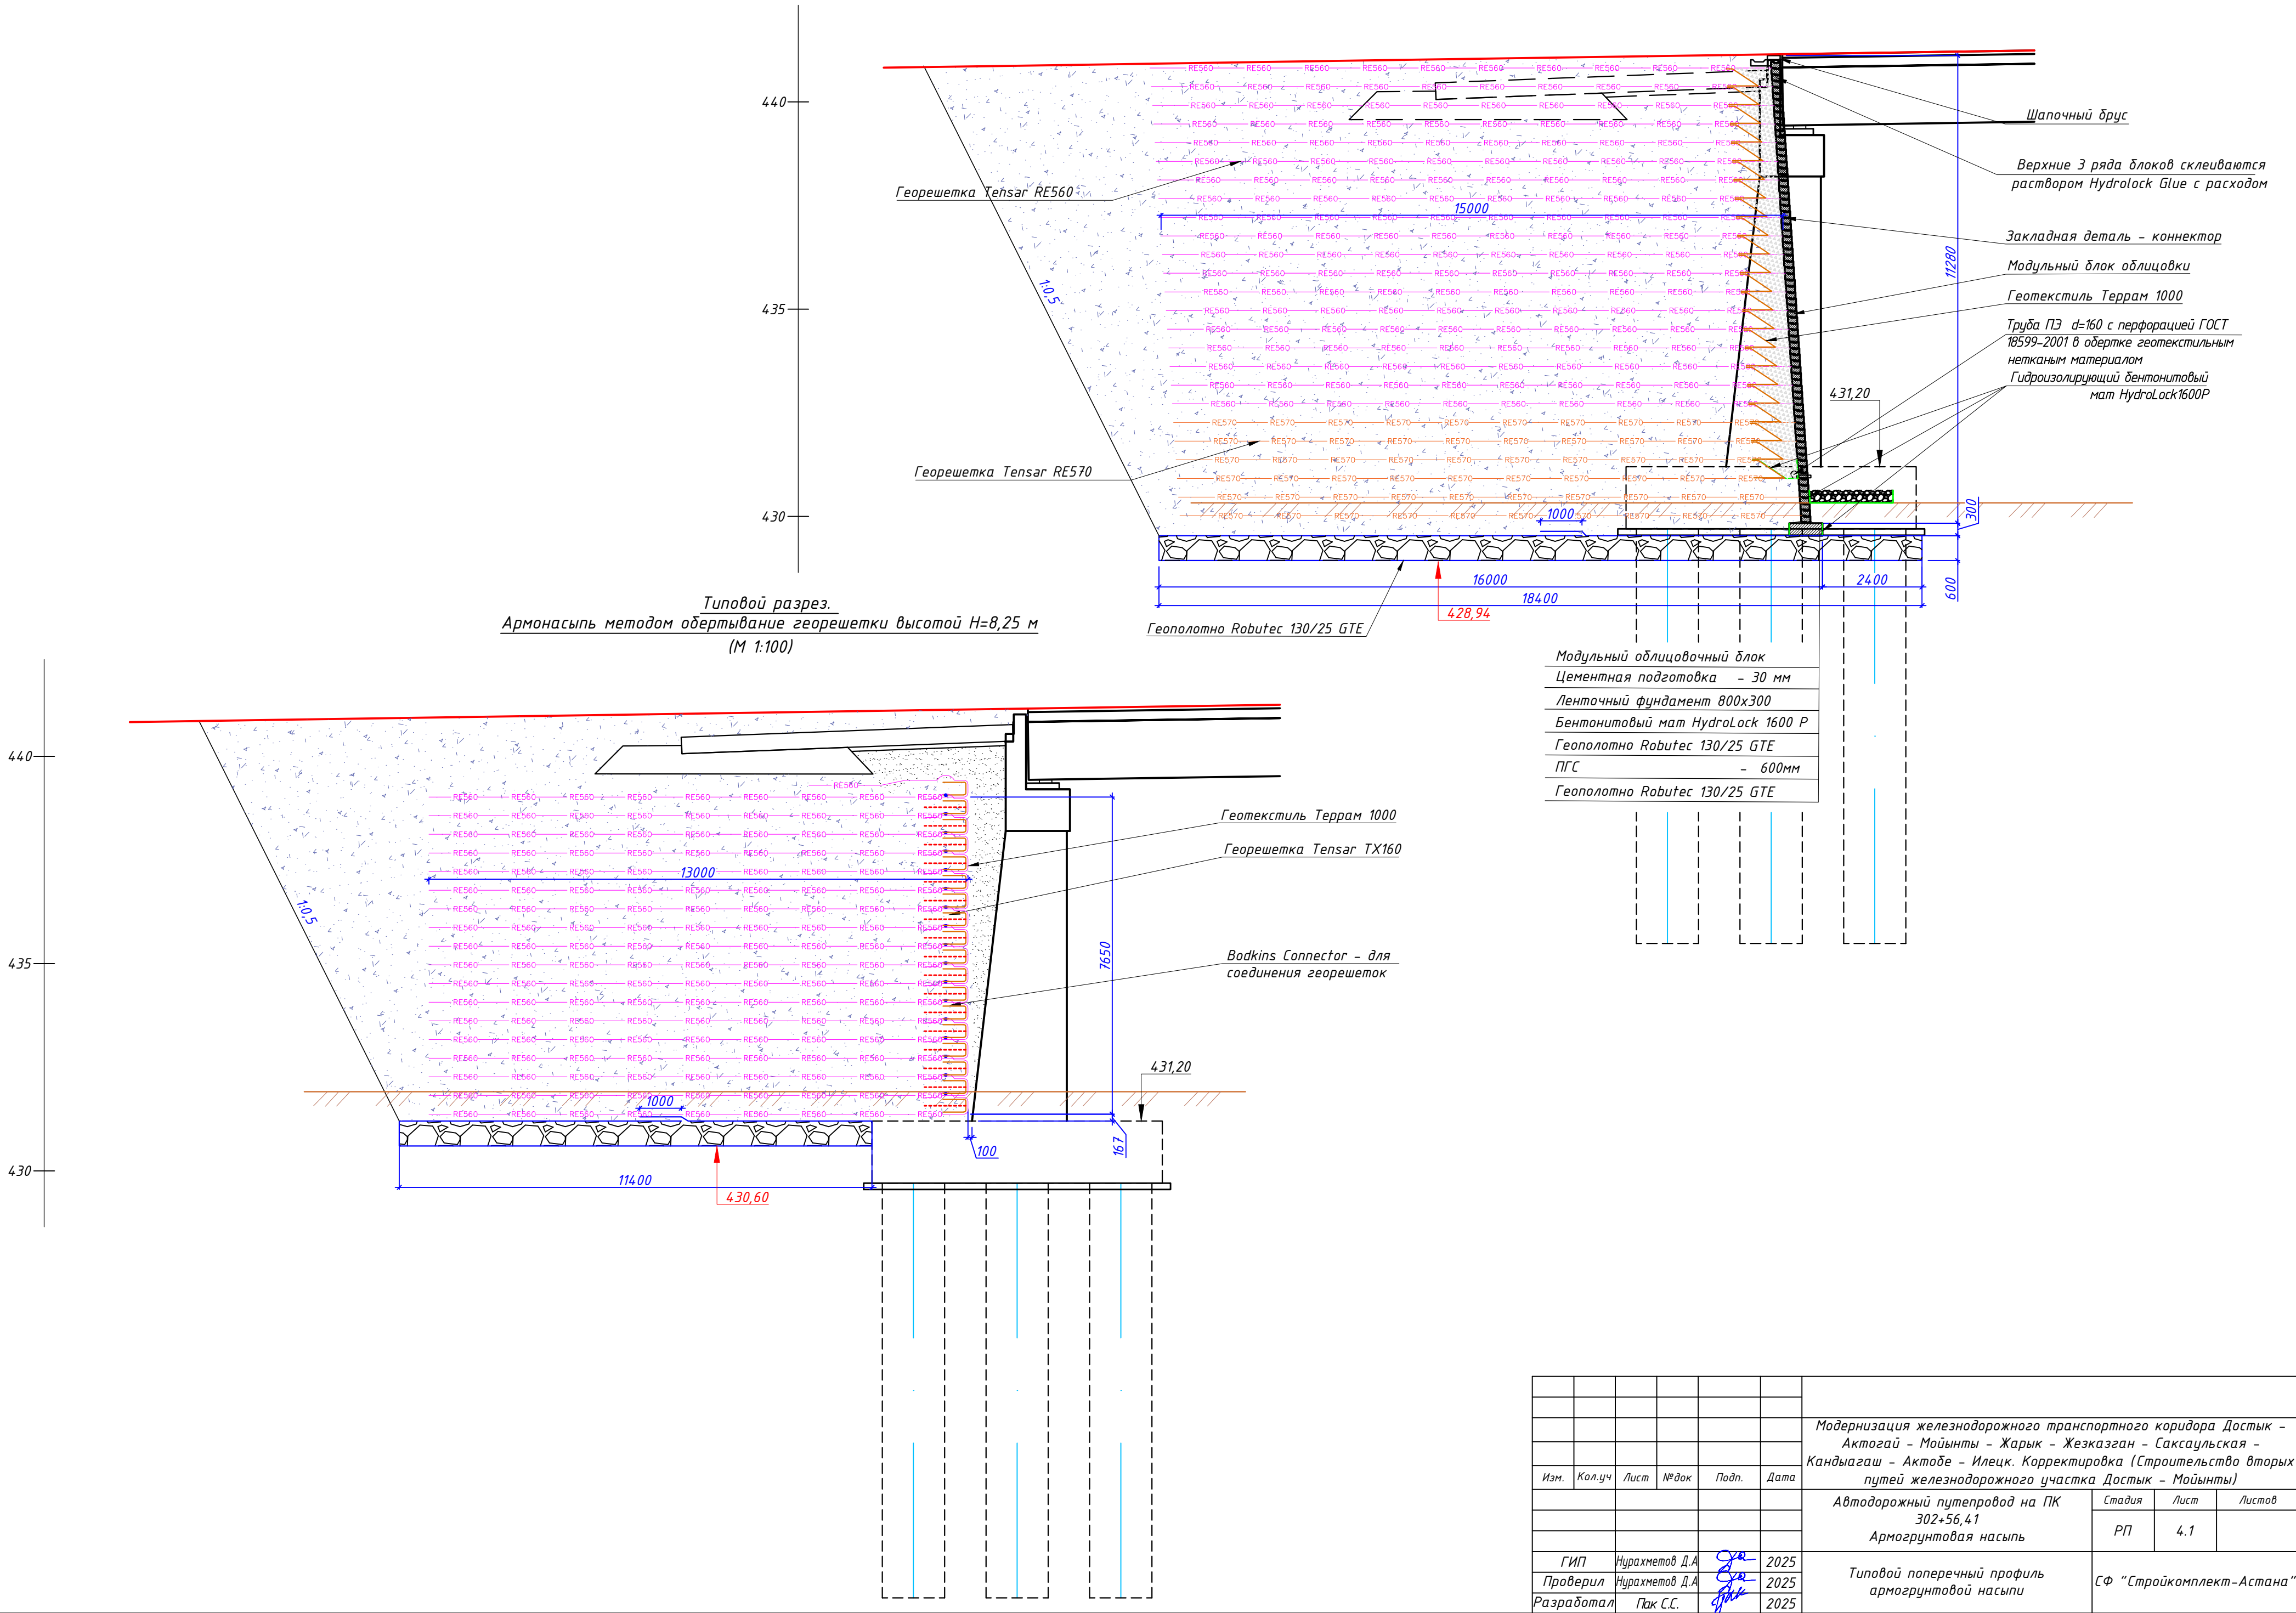 440
435
430
RE560
Георешетка Tensar RE560
RE570
Георешетка Tensar RE570
1:0,5
15000
1000
11280
300
600
431,20
Шапочный брус
Верхние 3 ряда блоков склеиваются
раствором Hydrolock Glue с расходом
Закладная деталь - коннектор
Модульный блок облицовки
Геотекстиль Террам 1000
Труба ПЭ d=160 с перфорацией ГОСТ
18599-2001 в обертке геотекстильным
нетканым материалом
Гидроизолирующий бентонитовый
мат HydroLock1600P
16000
2400
18400
428,94
Геополотно Robutec 130/25 GTE
Модульный облицовочный блок
Цементная подготовка - 30 мм
Ленточный фундамент 800х300
Бентонитовый мат HydroLock 1600 P
Геополотно Robutec 130/25 GTE
ПГС - 600мм
Геополотно Robutec 130/25 GTE
Типовой разрез.
Армонасыпь методом обертывание георешетки высотой Н=8,25 м
(М 1:100)
440
435
430
RE560
1:0,5
13000
1000
7650
167
100
11400
430,60
431,20
Геотекстиль Террам 1000
Георешетка Tensar TX160
Bodkins Connector - для
соединения георешеток
Модернизация железнодорожного транспортного коридора Достык -
Актогай - Мойынты - Жарык - Жезказган - Саксаульская -
Кандыагаш - Актобе - Илецк. Корректировка (Строительство вторых
путей железнодорожного участка Достык - Мойынты)
Изм. Кол.уч Лист №док Подп. Дата
Автодорожный путепровод на ПК
302+56,41
Армогрунтовая насыпь
Стадия Лист Листов
РП 4.1
ГИП Нурахметов Д.А 2025
Проверил Нурахметов Д.А 2025
Разработал Пак С.С. 2025
Типовой поперечный профиль
армогрунтовой насыпи
СФ "Стройкомплект-Астана"